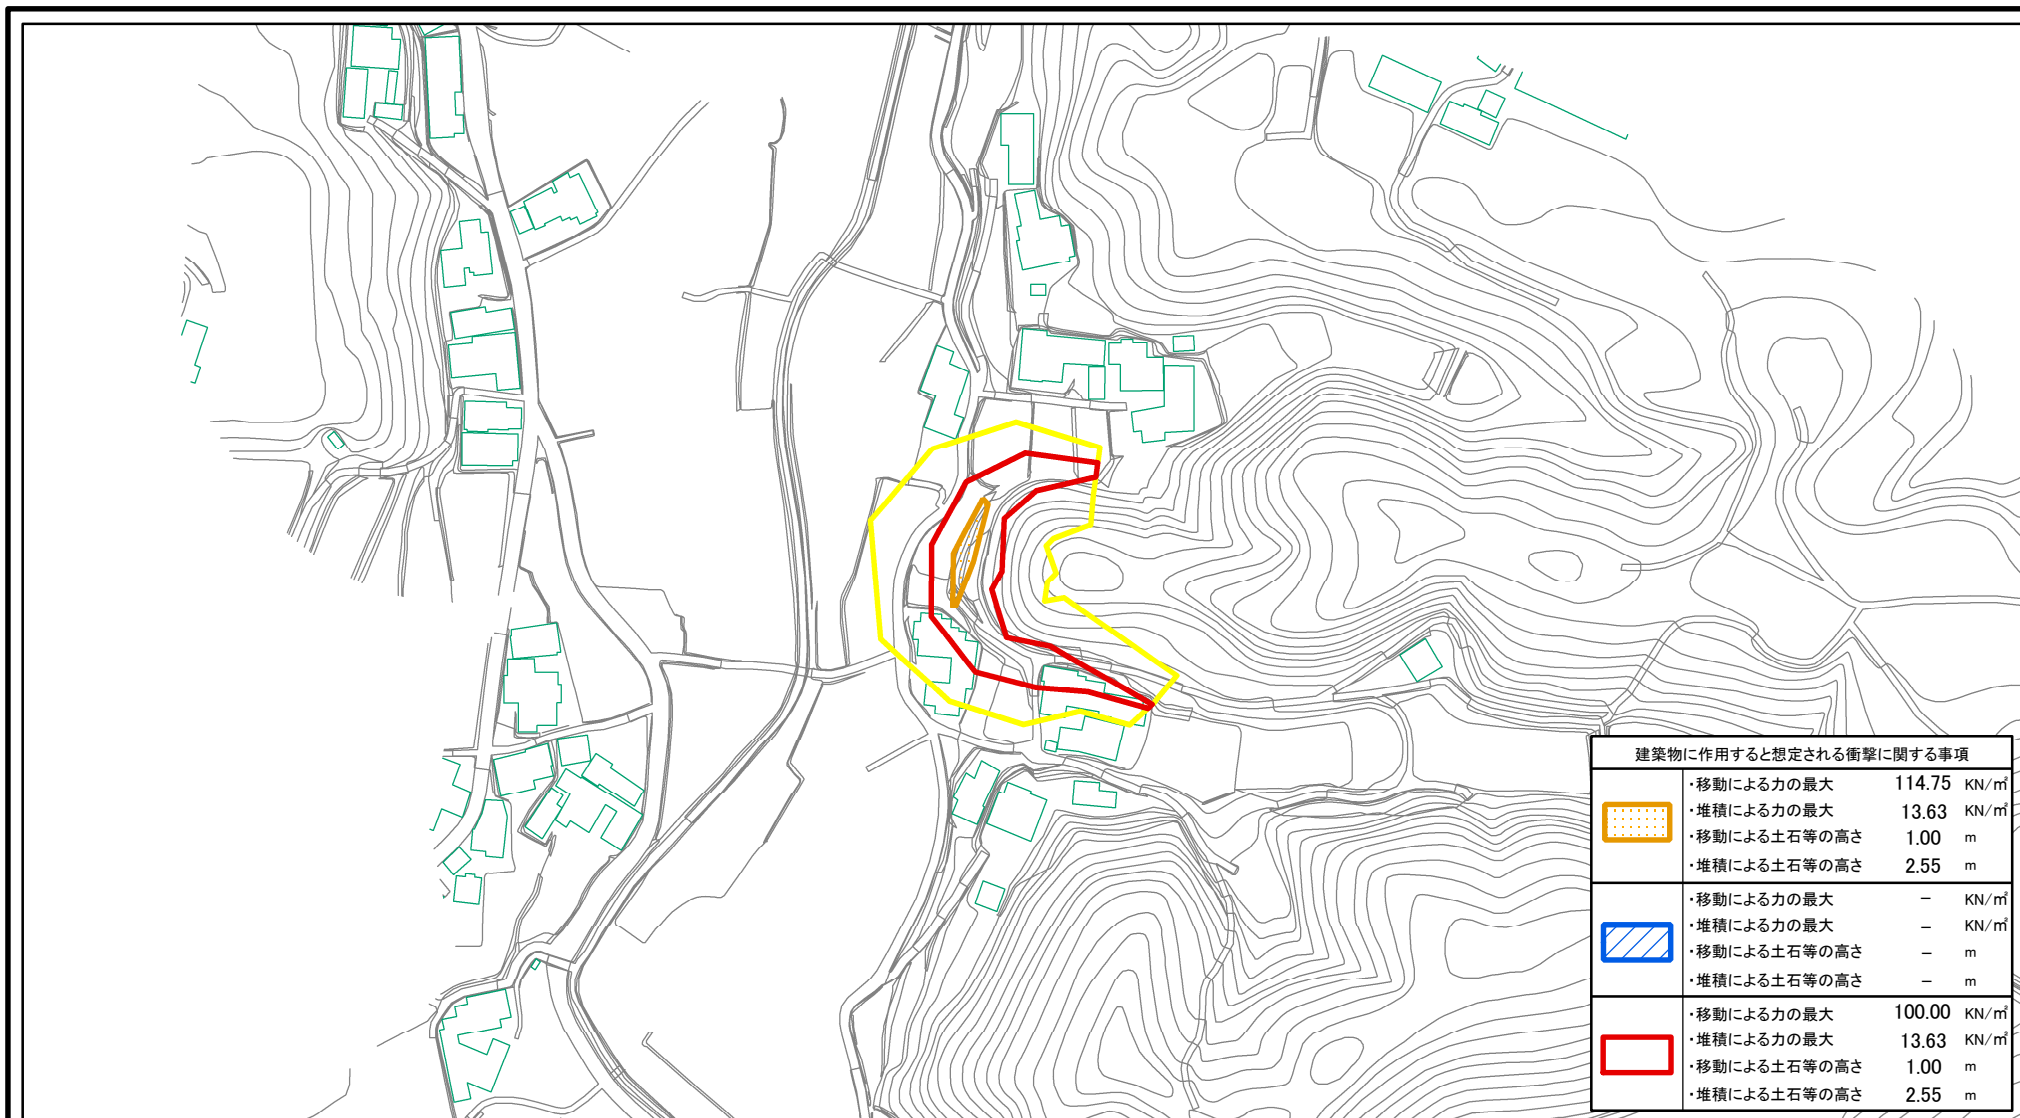 建築物に作用すると想定される衝撃に関する事項
・移動による力の最大 114.75 KN/㎡
・堆積による力の最大 13.63 KN/㎡
・移動による土石等の高さ 1.00 m
・堆積による土石等の高さ 2.55 m
・移動による力の最大 － KN/㎡
・堆積による力の最大 － KN/㎡
・移動による土石等の高さ － m
・堆積による土石等の高さ － m
・移動による力の最大 100.00 KN/㎡
・堆積による力の最大 13.63 KN/㎡
・移動による土石等の高さ 1.00 m
・堆積による土石等の高さ 2.55 m